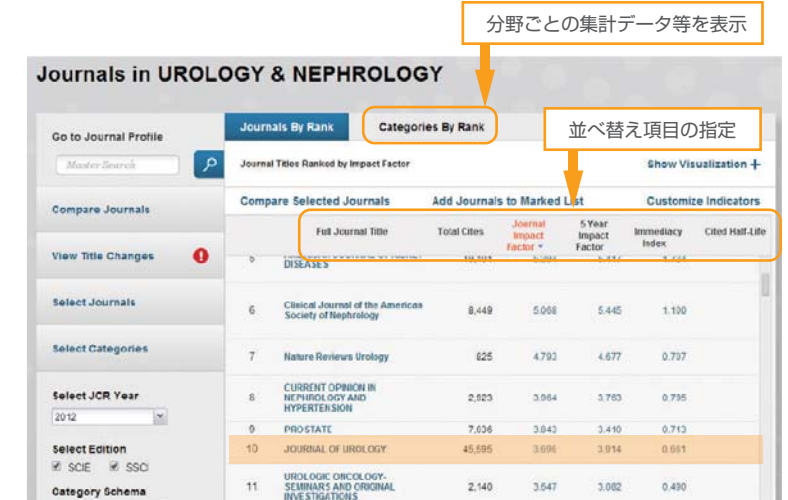 分野ごとの集計データ等を表示
Journals in UROLOGY & NEPHROLOGY
Go to Journal Profile
Master Search
Compare Journals
View Title Changes
Select Journals
Select Categories
Select JCR Year
2012
Select Edition
SCIE SSCI
Category Schema
Journals By Rank
Categories By Rank
並べ替え項目の指定
Journal Titles Ranked by Impact Factor
Show Visualization +
Compare Selected Journals Add Journals to Marked List Customize Indicators
Full Journal Title
Total Cites
Journal
Impact
Factor
5 Year
Impact
Factor
Immediacy
Index
Cited Half-Life
DISEASES
6 Clinical Journal of the American
Society of Nephrology
8,449 5.068 5.445 1.100
7 Nature Reviews Urology 825 4.793 4.677
8 CURRENT OPINION IN
NEPHROLOGY AND
HYPERTENSION
3.763 0.795
9 PROSTATE 7,036 3.843 3.410 0.713
10 JOURNAL OF UROLOGY 45,595 3.696 3.914 0.661
11 UROLOGIC ONCOLOGY-
SEMINARS AND ORIGINAL
INVESTIGATIONS
2,140 3.647 3.082 0.490